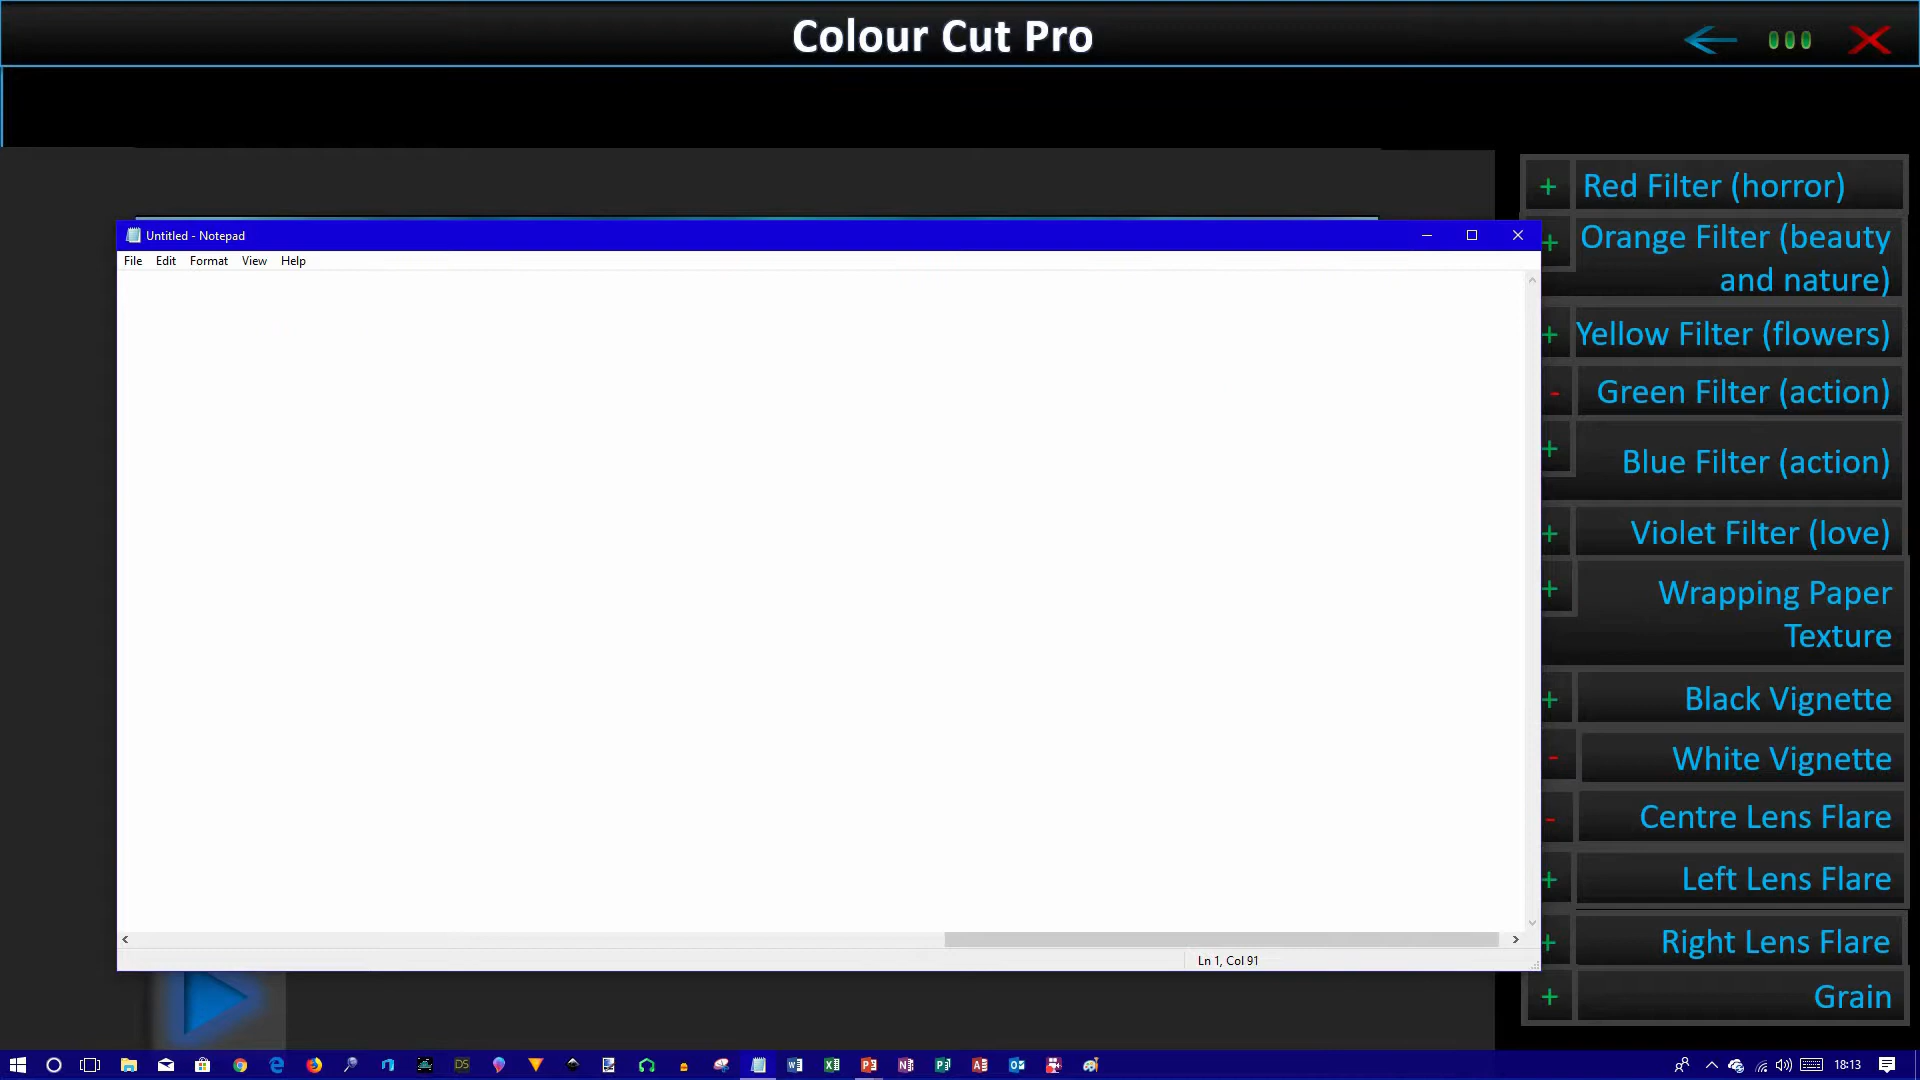 Colour Cut Pro
Untitled - Notepad
File Edit Format View Help
Ln 1, Col 91
+ Red Filter (horror)
+ Orange Filter (beauty
and nature)
+ Yellow Filter (flowers)
- Green Filter (action)
+ Blue Filter (action)
+ Violet Filter (love)
+ Wrapping Paper
Texture
+ Black Vignette
- White Vignette
- Centre Lens Flare
+ Left Lens Flare
+ Right Lens Flare
+ Grain
DS
18:13